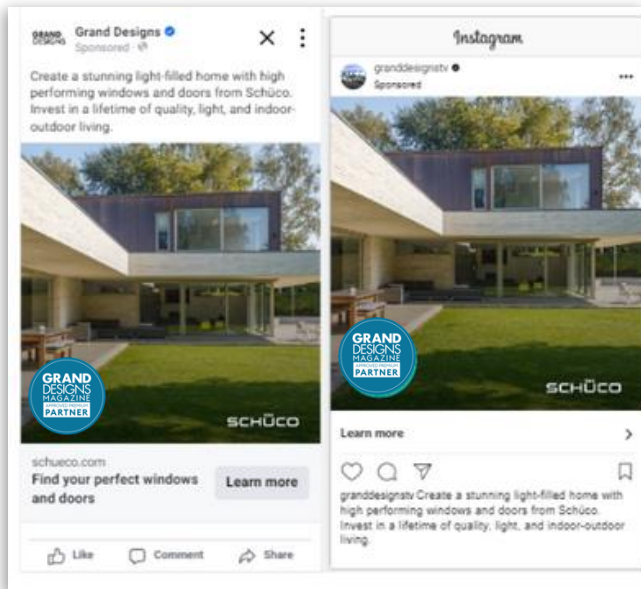 GRAND
DESIGNS
Grand Designs
Sponsored ·
Create a stunning light-filled home with high
performing windows and doors from Schüco.
Invest in a lifetime of quality, light, and indoor-
outdoor living.
GRAND
DESIGNS
MAGAZINE
APPROVED PREMIUM
PARTNER
SCHÜCO
schueco.com
Find your perfect windows
and doors
Learn more
Like
Comment
Share
Instagram
granddesignstv
Sponsored
GRAND
DESIGNS
MAGAZINE
APPROVED PREMIUM
PARTNER
SCHÜCO
Learn more
granddesignstv Create a stunning light-filled home with
high performing windows and doors from Schüco.
Invest in a lifetime of quality, light, and indoor-outdoor
living.